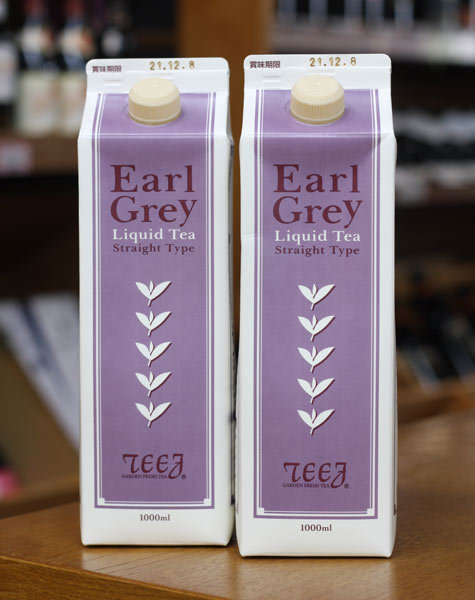 賞味期限 21.12.8
Earl
Grey
Liquid Tea
Straight Type
TEEJ
GARDEN FRESH TEA ®
1000ml
賞味期限 21.12.8
Earl
Grey
Liquid Tea
Straight Type
TEEJ
GARDEN FRESH TEA ®
1000ml